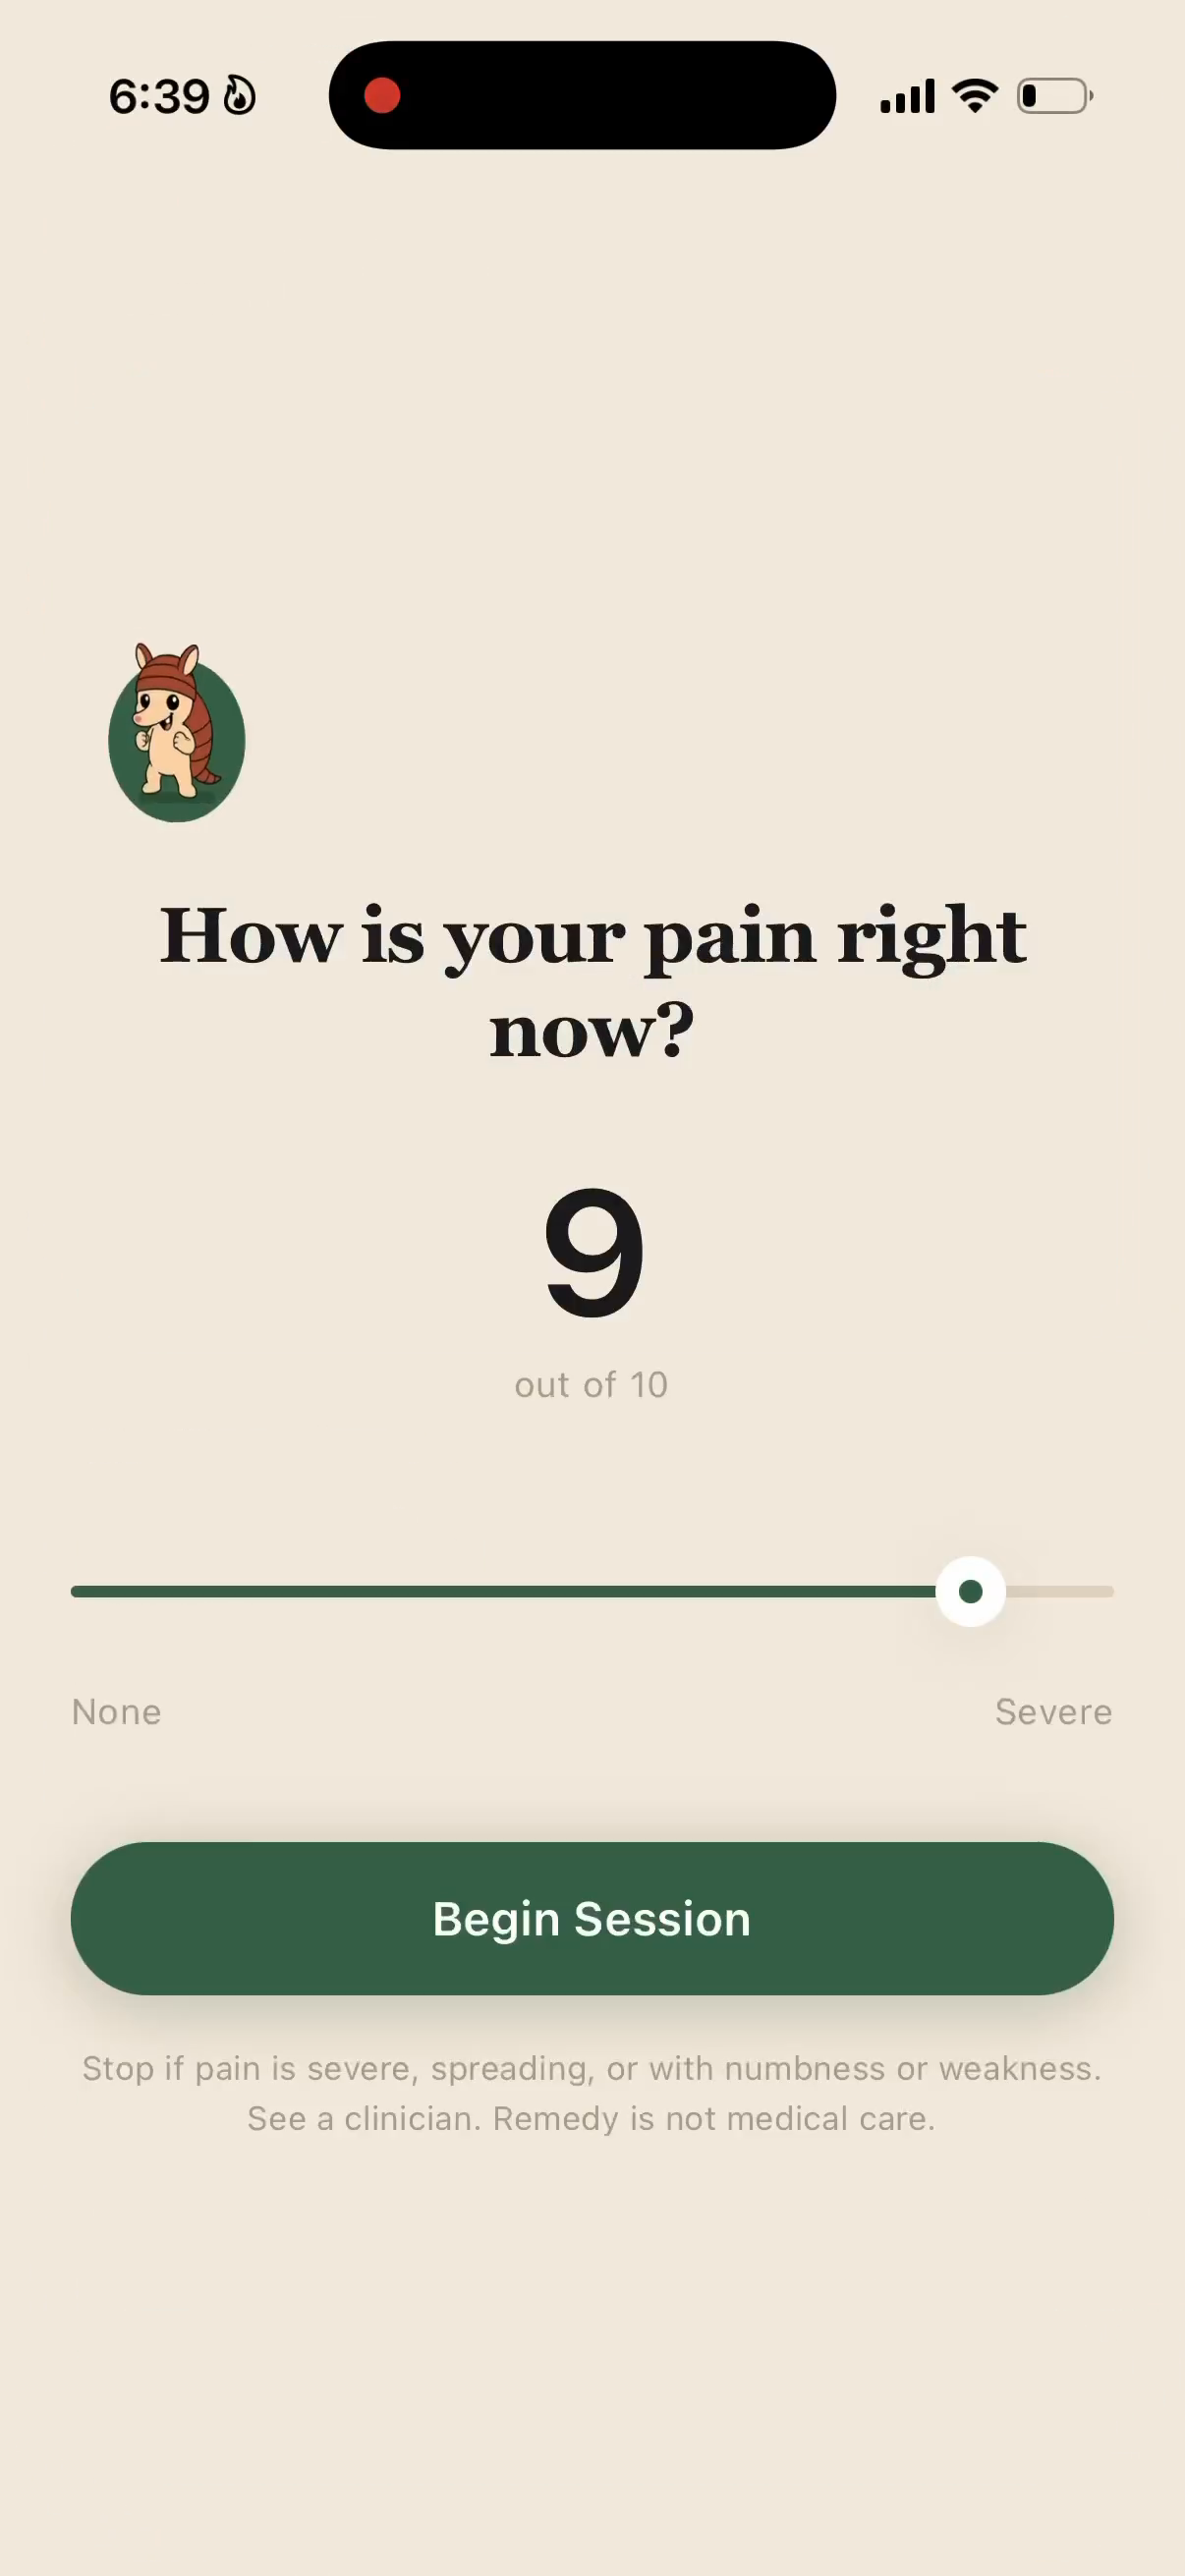 6:39
How is your pain right
now?
9
out of 10
None
Severe
Begin Session
Stop if pain is severe, spreading, or with numbness or weakness.
See a clinician. Remedy is not medical care.